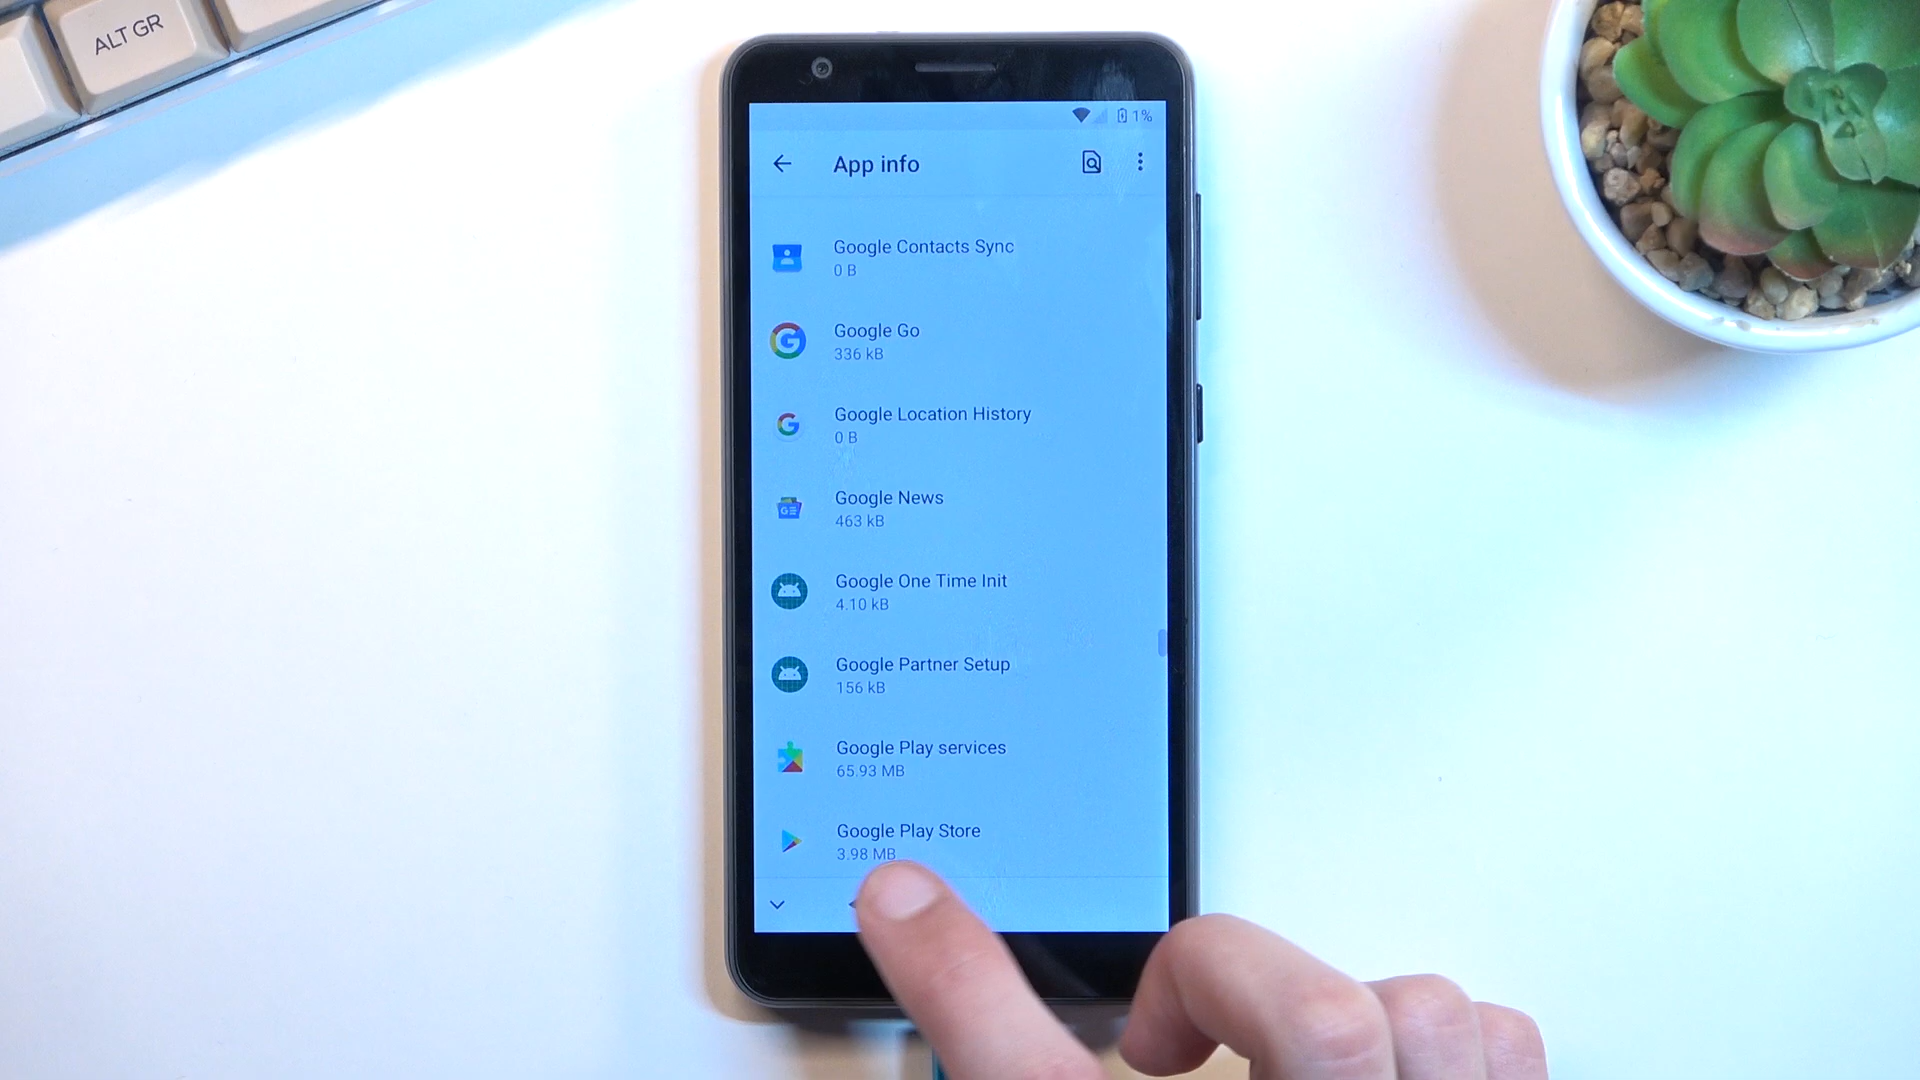 ALT GR
1%
App info
Google Contacts Sync
0 B
Google Go
336 kB
Google Location History
0 B
Google News
463 kB
Google One Time Init
4.10 kB
Google Partner Setup
156 kB
Google Play services
65.93 MB
Google Play Store
3.98 MB